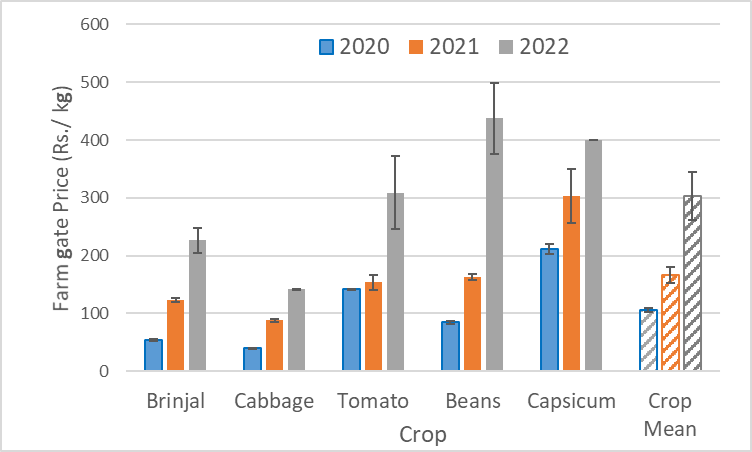 600
2020 2021 2022
500
400
300
200
100
0
Farm gate Price (Rs./ kg)
Brinjal Cabbage Tomato Beans Capsicum Crop
Mean
Crop